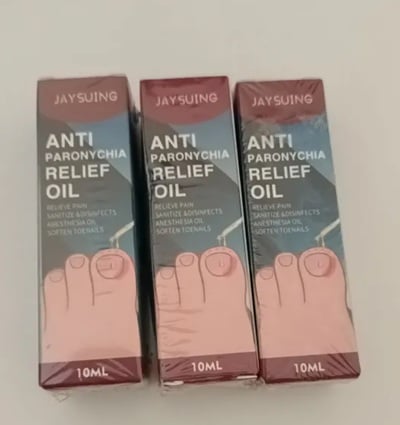 JAYSUING
ANTI
PARONYCHIA
RELIEF
OIL
RELIEVE PAIN
SANITIZE &DISINFECTS
ANESTHESIA OIL
SOFTEN TOENAILS
10ML
JAYSUING
ANTI
PARONYCHIA
RELIEF
OIL
RELIEVE PAIN
SANITIZE &DISINFECTS
ANESTHESIA OIL
SOFTEN TOENAILS
10ML
JAYSUING
ANTI
PARONYCHIA
RELIEF
OIL
RELIEVE PAIN
SANITIZE &DISINFECTS
ANESTHESIA OIL
SOFTEN TOENAILS
10ML